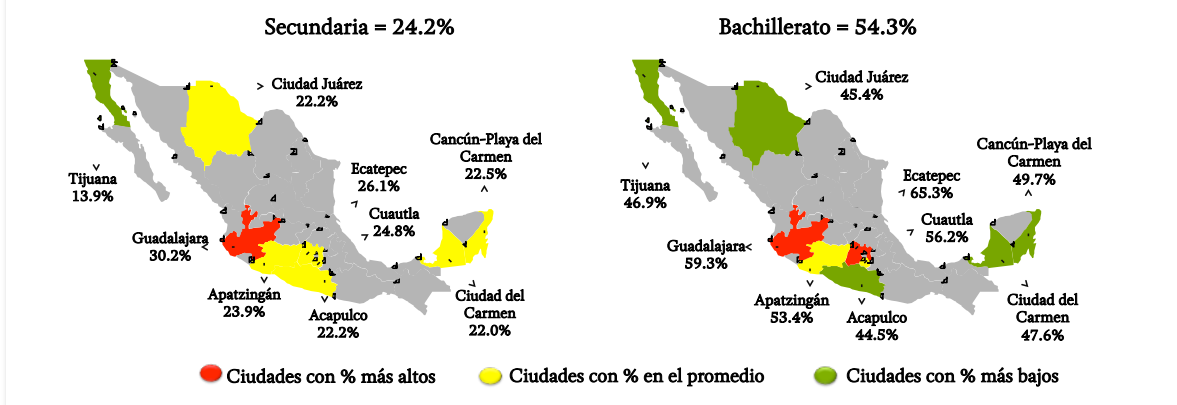 Secundaria = 24.2%
Ciudad Juárez
22.2%
Cancún-Playa del
Carmen
22.5%
Ecatepec
26.1%
Tijuana
13.9%
Cuautla
24.8%
Guadalajara
30.2%
Apatzingán
23.9%
Acapulco
22.2%
Ciudad del
Carmen
22.0%
Bachillerato = 54.3%
Ciudad Juárez
45.4%
Cancún-Playa del
Carmen
49.7%
Ecatepec
65.3%
Tijuana
46.9%
Cuautla
56.2%
Guadalajara
59.3%
Apatzingán
53.4%
Acapulco
44.5%
Ciudad del
Carmen
47.6%
Ciudades con % más altos
Ciudades con % en el promedio
Ciudades con % más bajos